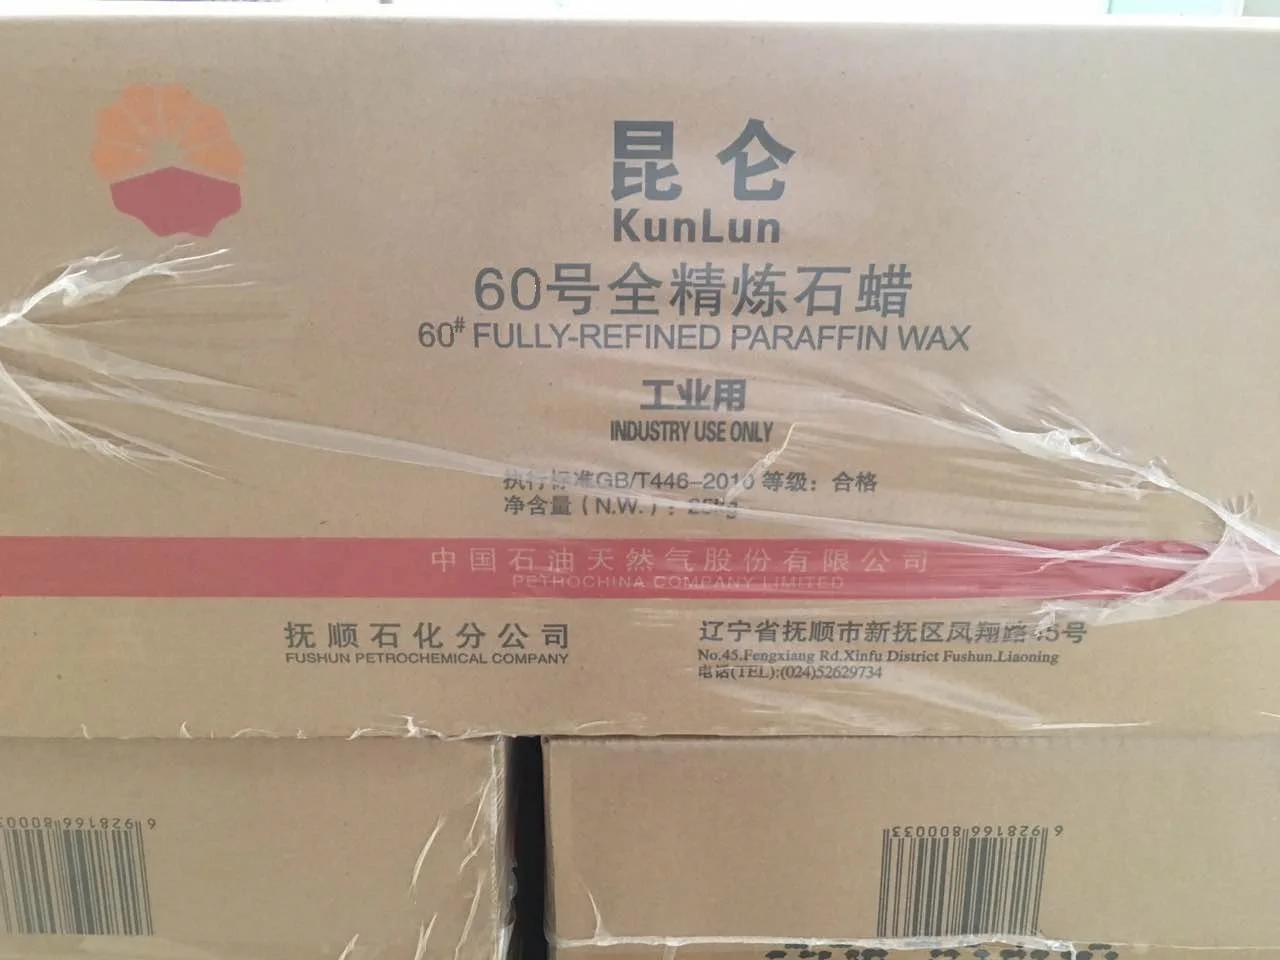 昆仑
KunLun
60号全精炼石蜡
60# FULLY-REFINED PARAFFIN WAX
工业用
INDUSTRY USE ONLY
执行标准GB/T446-2010 等级：合格
净含量（N.W.）：25kg
中国石油天然气股份有限公司
PETROCHINA COMPANY LIMITED
抚顺石化分公司
FUSHUN PETROCHEMICAL COMPANY
辽宁省抚顺市新抚区凤翔路45号
No.45.Fengxiang Rd.Xinfu District Fushun.Liaoning
电话(TEL):(024)52629734
6928166800033
6928166800033